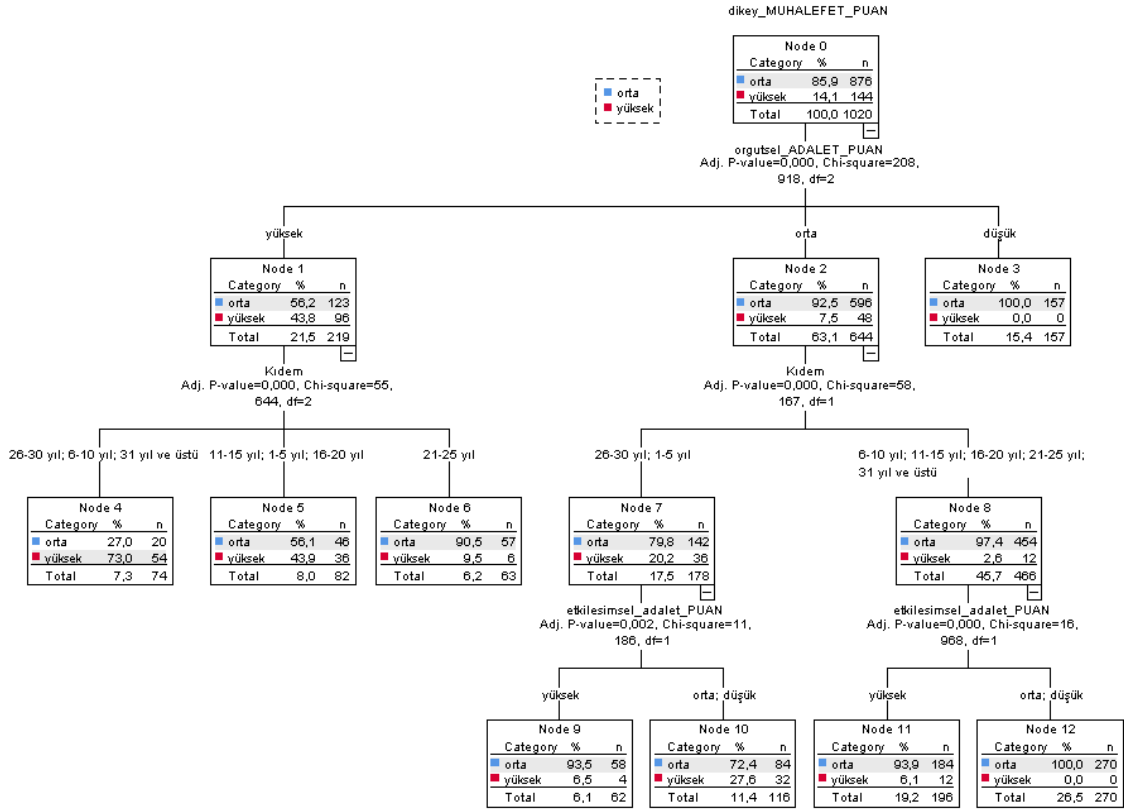 dikey_MUHALEFET_PUAN
Node 0
Category % n
orta 85,9 876
yüksek 14,1 144
Total 100,0 1020
orta
yüksek
orgutsel_ADALET_PUAN
Adj. P-value=0,000, Chi-square=208,
918, df=2
yüksek
orta
düşük
Node 1
Category % n
orta 56,2 123
yüksek 43,8 96
Total 21,5 219
Node 2
Category % n
orta 92,5 596
yüksek 7,5 48
Total 63,1 644
Node 3
Category % n
orta 100,0 157
yüksek 0,0 0
Total 15,4 157
Kıdem
Adj. P-value=0,000, Chi-square=55,
644, df=2
Kıdem
Adj. P-value=0,000, Chi-square=58,
167, df=1
26-30 yıl; 6-10 yıl; 31 yıl ve üstü
11-15 yıl; 1-5 yıl; 16-20 yıl
21-25 yıl
26-30 yıl; 1-5 yıl
6-10 yıl; 11-15 yıl; 16-20 yıl; 21-25 yıl;
31 yıl ve üstü
Node 4
Category % n
orta 27,0 20
yüksek 73,0 54
Total 7,3 74
Node 5
Category % n
orta 56,1 46
yüksek 43,9 36
Total 8,0 82
Node 6
Category % n
orta 90,5 57
yüksek 9,5 6
Total 6,2 63
Node 7
Category % n
orta 79,8 142
yüksek 20,2 36
Total 17,5 178
Node 8
Category % n
orta 97,4 454
yüksek 2,6 12
Total 45,7 466
etkilesimsel_adalet_PUAN
Adj. P-value=0,002, Chi-square=11,
186, df=1
etkilesimsel_adalet_PUAN
Adj. P-value=0,000, Chi-square=16,
968, df=1
yüksek
orta; düşük
yüksek
orta; düşük
Node 9
Category % n
orta 93,5 58
yüksek 6,5 4
Total 6,1 62
Node 10
Category % n
orta 72,4 84
yüksek 27,6 32
Total 11,4 116
Node 11
Category % n
orta 93,9 184
yüksek 6,1 12
Total 19,2 196
Node 12
Category % n
orta 100,0 270
yüksek 0,0 0
Total 26,5 270